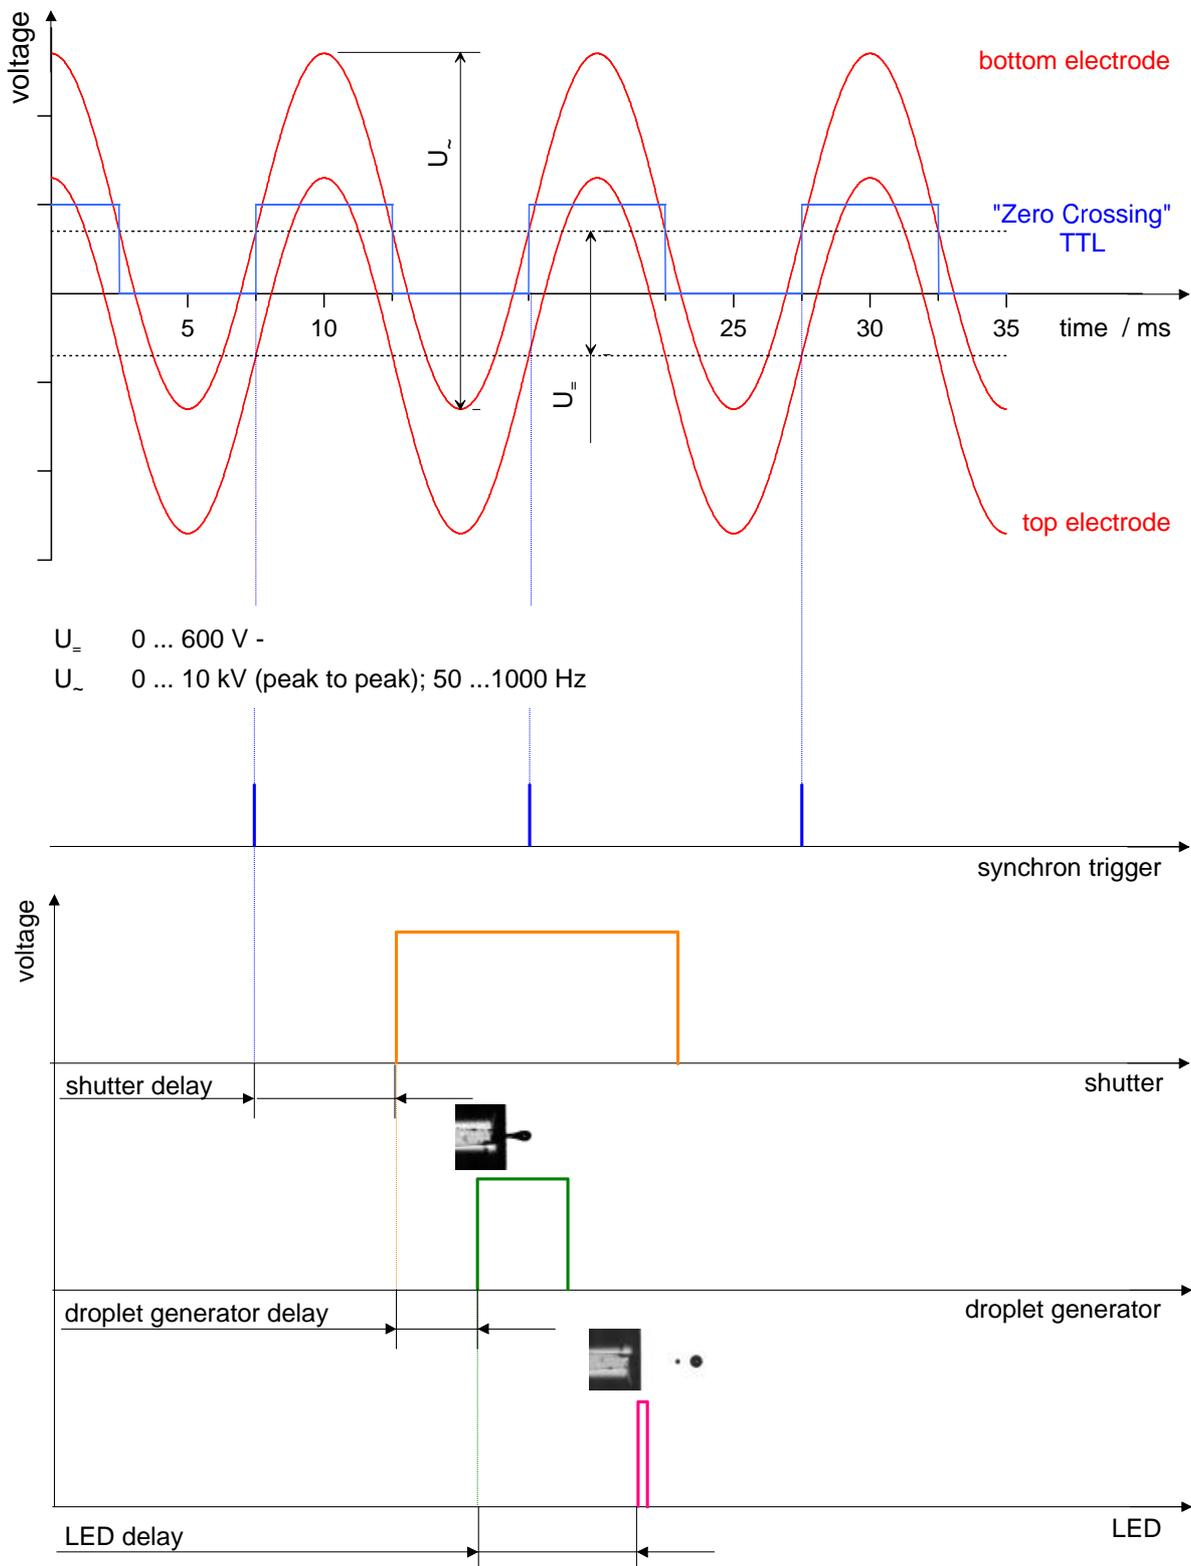 voltage
bottom electrode
U~
"Zero Crossing"
TTL
5
10
25
30
35
time / ms
U=
top electrode
U= 0 ... 600 V -
U~ 0 ... 10 kV (peak to peak); 50 ...1000 Hz
synchron trigger
voltage
shutter
shutter delay
droplet generator
droplet generator delay
LED
LED delay